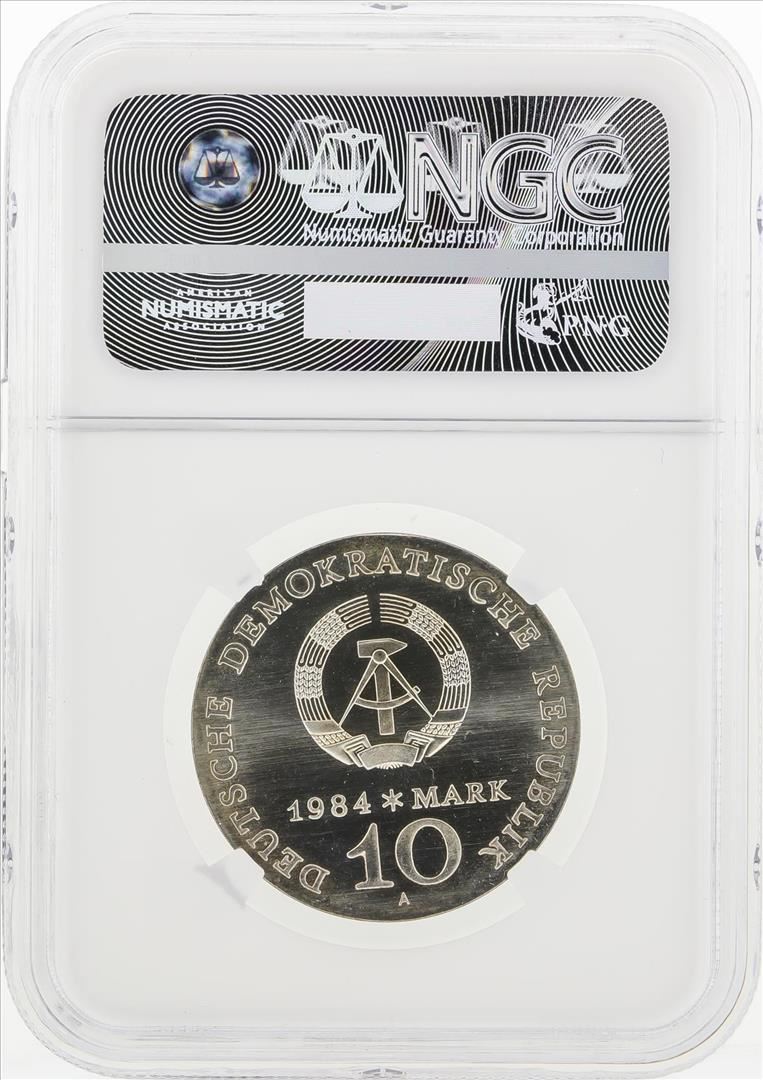 NGC
Numismatic Guaranty Corporation
AMERICAN
NUMISMATIC
ASSOCIATION
PNG
DEUTSCHE DEMOKRATISCHE REPUBLIK
1984 * MARK
10
A